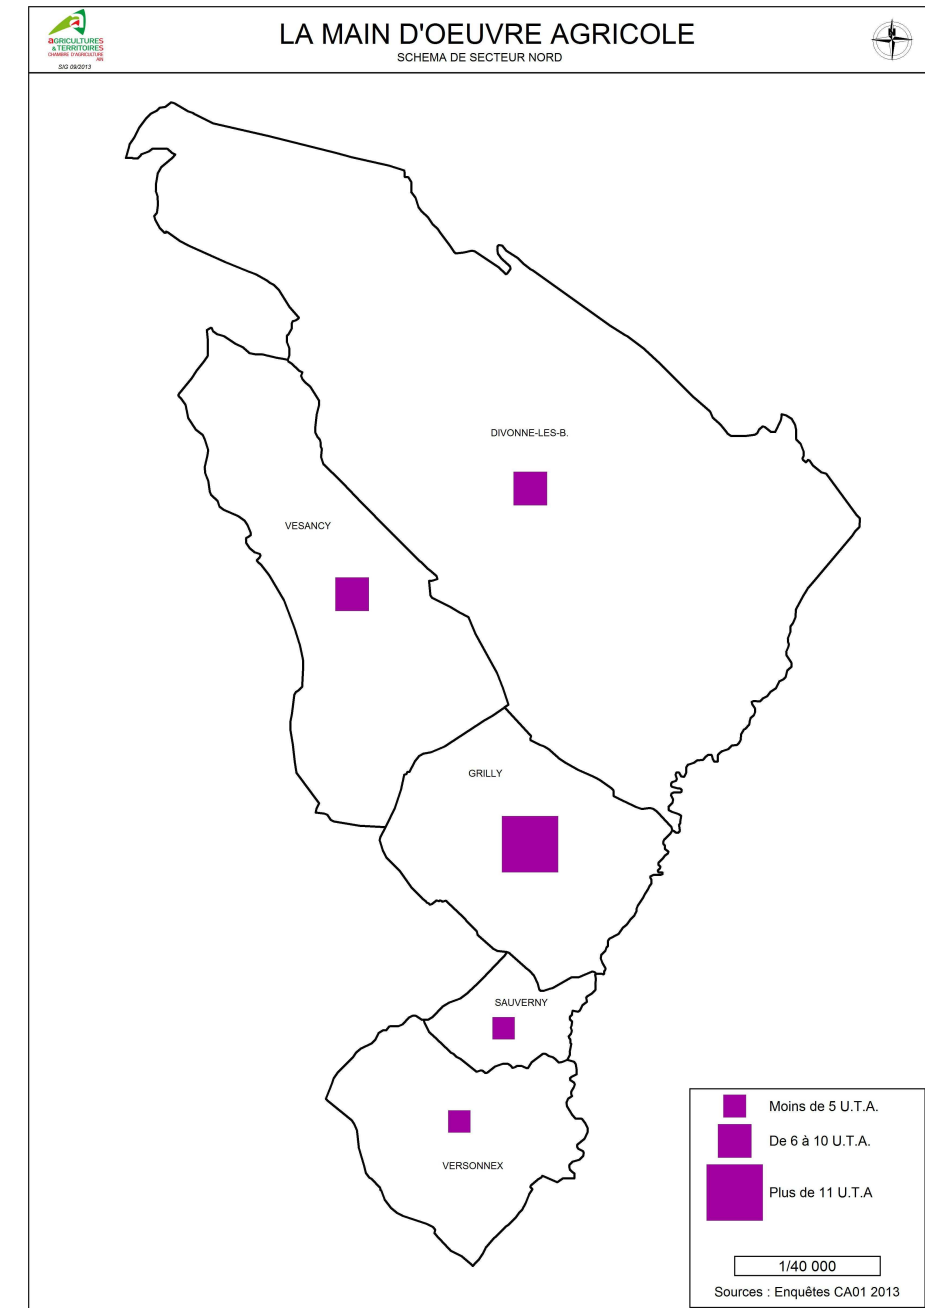 AGRICULTURES
& TERRITOIRES
CHAMBRE D'AGRICULTURE
AIN
SIG 09/2013
LA MAIN D'OEUVRE AGRICOLE
SCHEMA DE SECTEUR NORD
N
DIVONNE-LES-B.
VESANCY
GRILLY
SAUVERNY
VERSONNEX
Moins de 5 U.T.A.
De 6 à 10 U.T.A.
Plus de 11 U.T.A
1/40 000
Sources : Enquêtes CA01 2013